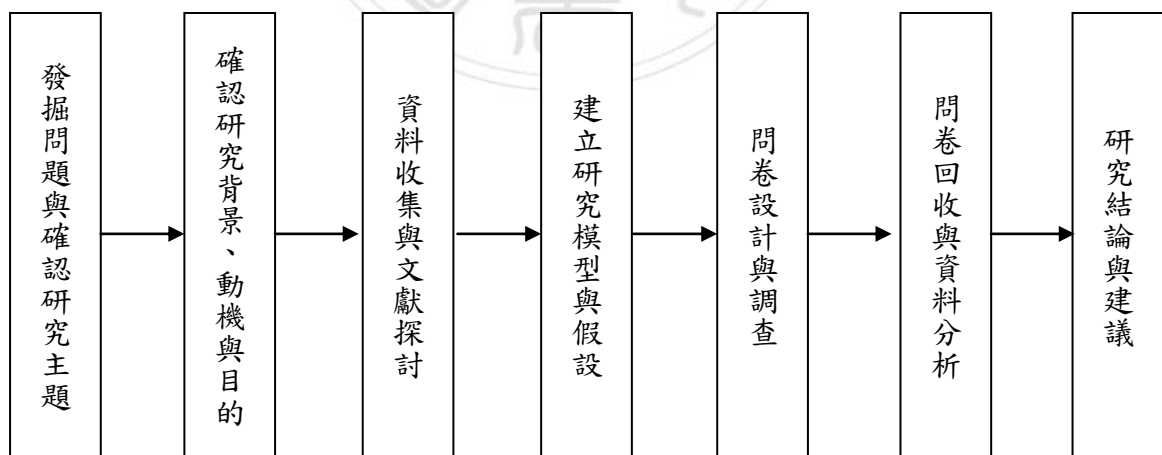 發掘問題與確認研究主題
確認研究背景、動機與目的
資料收集與文獻探討
建立研究模型與假設
問卷設計與調查
問卷回收與資料分析
研究結論與建議